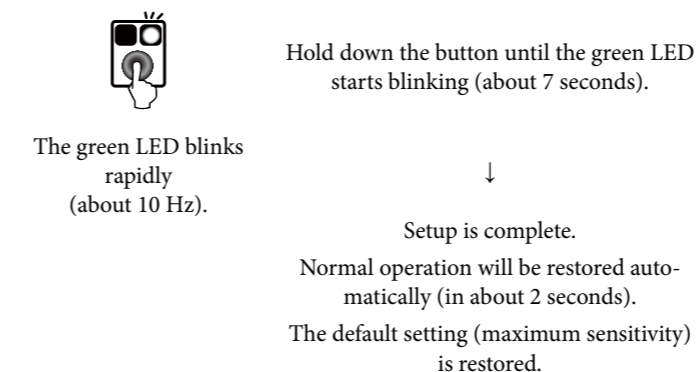 Hold down the button until the green LED
starts blinking (about 7 seconds).
The green LED blinks
rapidly
(about 10 Hz).
↓
Setup is complete.
Normal operation will be restored auto-
matically (in about 2 seconds).
The default setting (maximum sensitivity)
is restored.